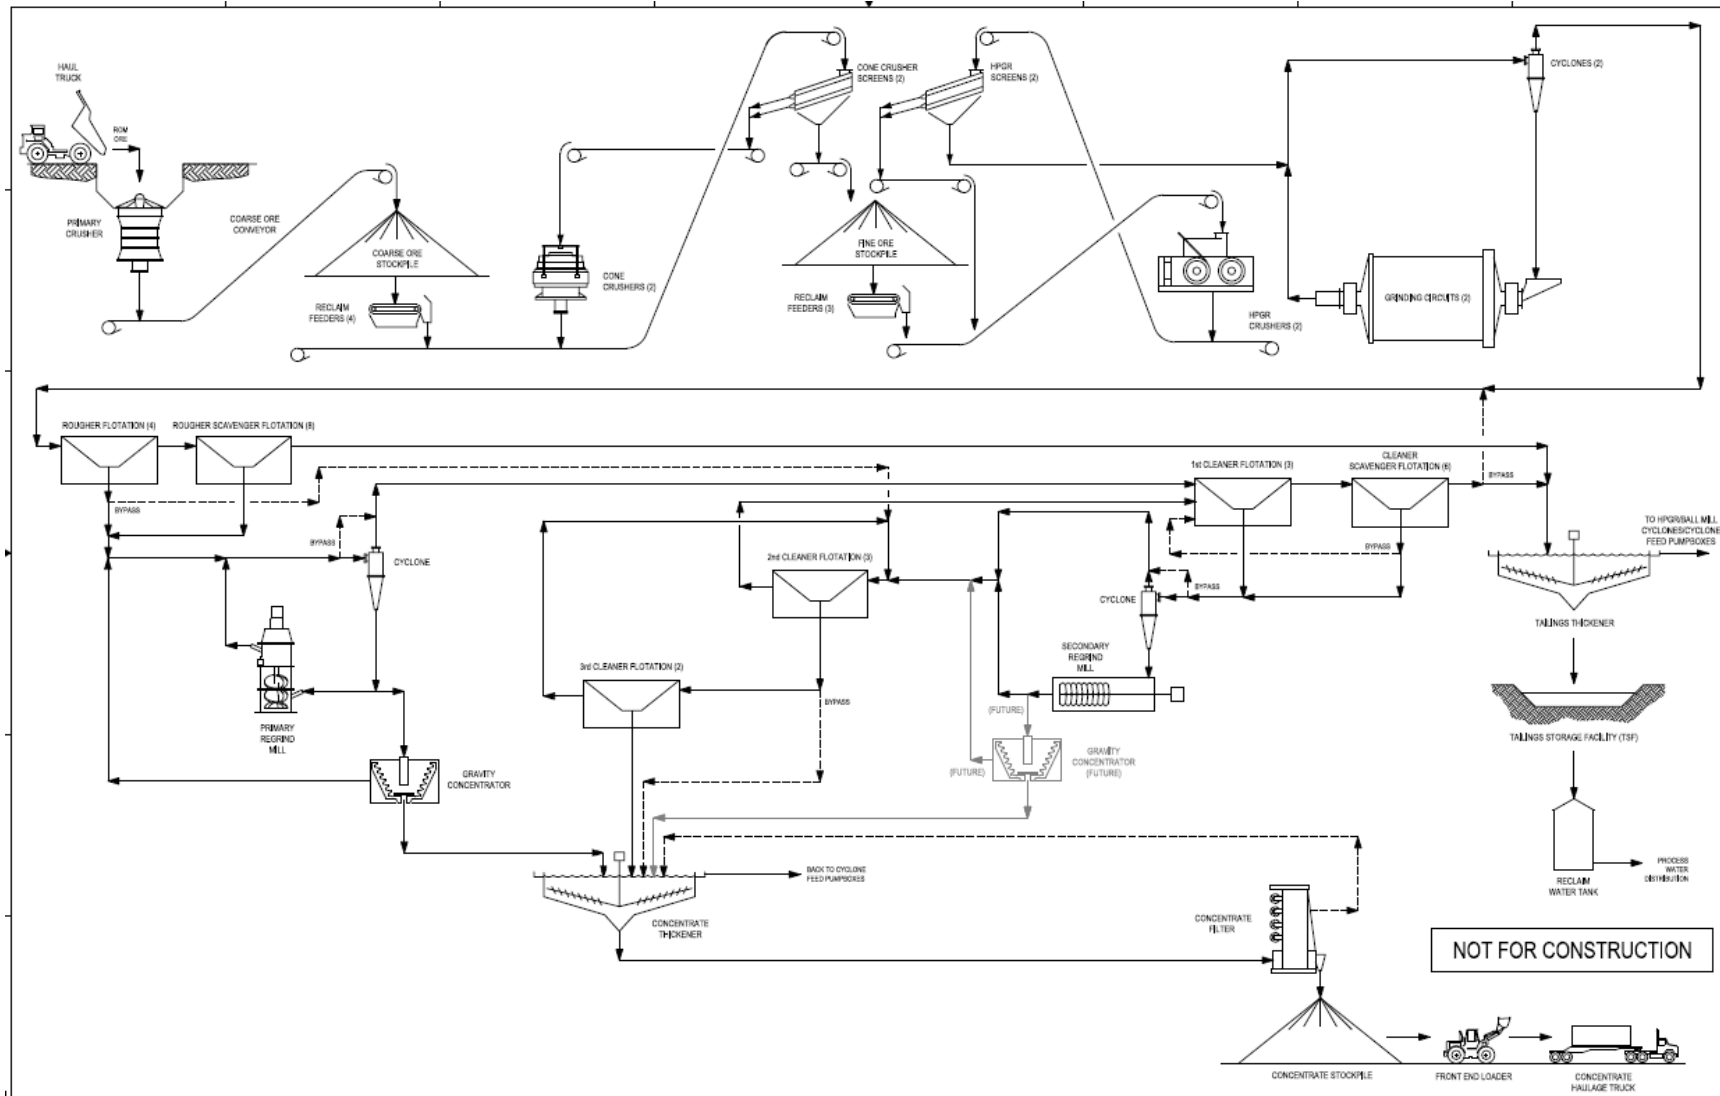 HAUL
TRUCK
ROM
ORE
PRIMARY
CRUSHER
COARSE ORE
CONVEYOR
COARSE ORE
STOCKPILE
RECLAIM
FEEDERS (4)
CONE
CRUSHERS (2)
CONE CRUSHER
SCREENS (2)
HPGR
SCREENS (2)
FINE ORE
STOCKPILE
RECLAIM
FEEDERS (3)
HPGR
CRUSHERS (2)
GRINDING CIRCUITS (2)
CYCLONES (2)
ROUGHER FLOTATION (4)
ROUGHER SCAVENGER FLOTATION (8)
BYPASS
BYPASS
CYCLONE
PRIMARY
REGRIND
MILL
GRAVITY
CONCENTRATOR
2nd CLEANER FLOTATION (3)
3rd CLEANER FLOTATION (2)
BYPASS
1st CLEANER FLOTATION (3)
CLEANER
SCAVENGER FLOTATION (6)
BYPASS
BYPASS
BYPASS
CYCLONE
SECONDARY
REGRIND
MILL
(FUTURE)
(FUTURE)
GRAVITY
CONCENTRATOR
(FUTURE)
TO HPGR/BALL MILL
CYCLONES/CYCLONE
FEED PUMPBOXES
TAILINGS THICKENER
TAILINGS STORAGE FACILITY (TSF)
RECLAIM
WATER TANK
PROCESS
WATER
DISTRIBUTION
BACK TO CYCLONE
FEED PUMPBOXES
CONCENTRATE
THICKENER
CONCENTRATE
FILTER
NOT FOR CONSTRUCTION
CONCENTRATE STOCKPILE
FRONT END LOADER
CONCENTRATE
HAULAGE TRUCK